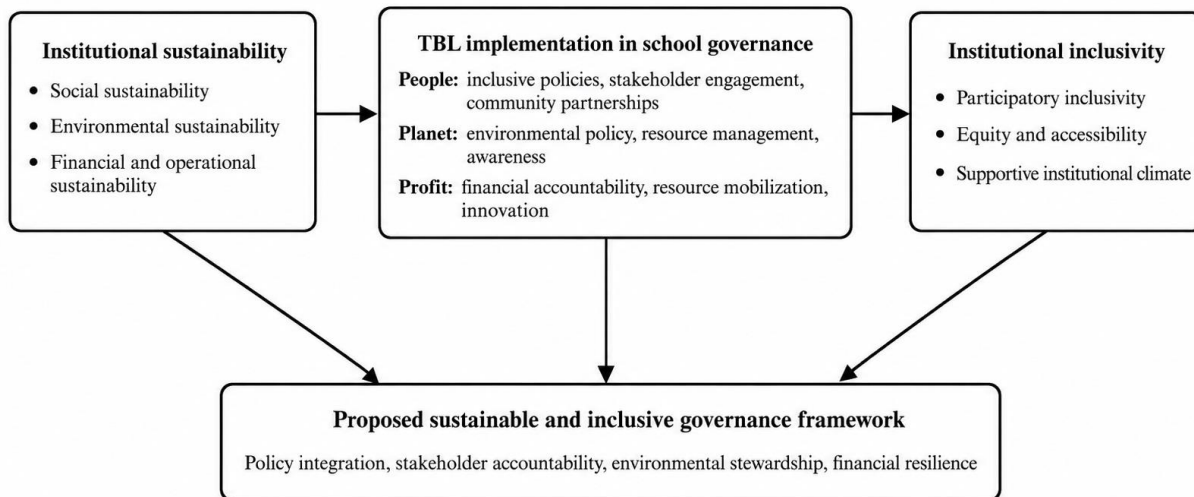 Institutional sustainability
• Social sustainability
• Environmental sustainability
• Financial and operational
sustainability
TBL implementation in school governance
People: inclusive policies, stakeholder engagement,
community partnerships
Planet: environmental policy, resource management,
awareness
Profit: financial accountability, resource mobilization,
innovation
Institutional inclusivity
• Participatory inclusivity
• Equity and accessibility
• Supportive institutional climate
Proposed sustainable and inclusive governance framework
Policy integration, stakeholder accountability, environmental stewardship, financial resilience